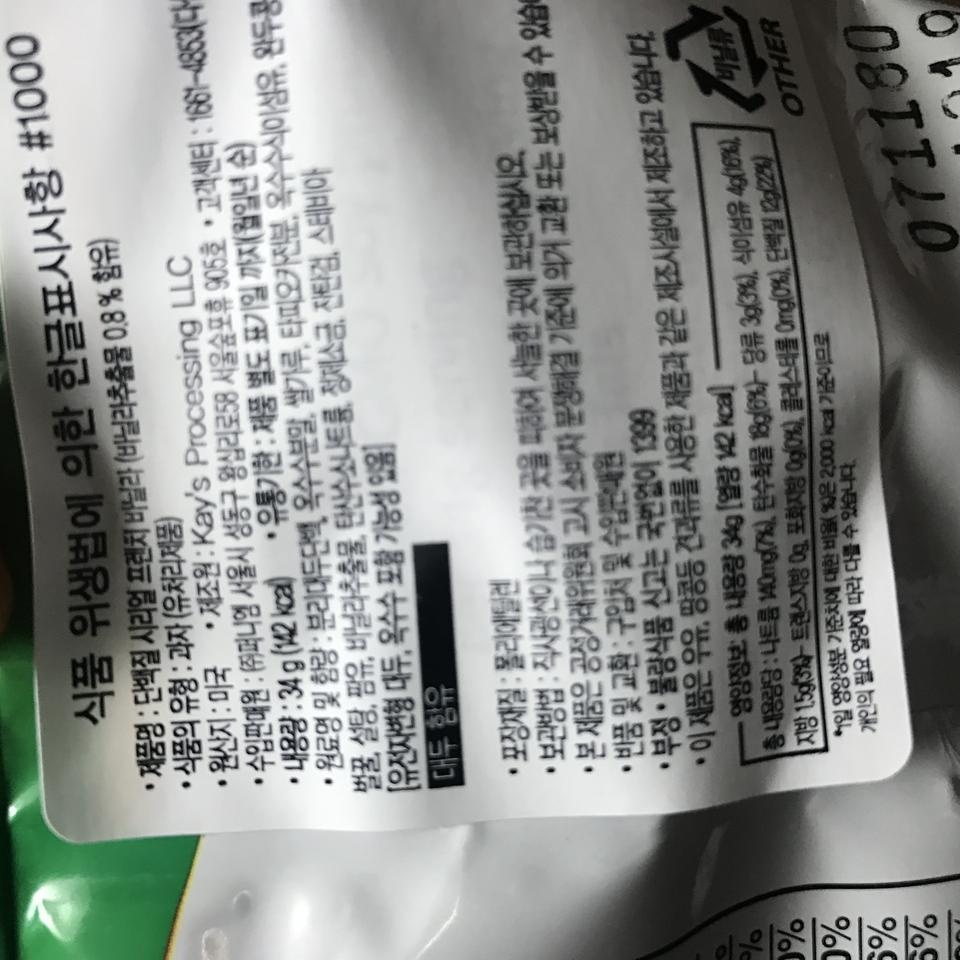 식품 위생법에 의한 한글표시사항 #1000
• 제품명 : 단백질 시리얼 프렌치 바닐라 (바닐라추출물 0.8 % 함유)
• 식품의 유형 : 과자 (유처리제품)
• 원산지 : 미국 • 제조원 : Kay's Processing LLC
• 수입판매원 : ㈜퍼니엠 서울시 성동구 왕십리로58 서울숲포휴 905호 • 고객센터 : 1661-4853(다
• 내용량 : 34 g (142 kcal) • 유통기한 : 제품 별도 표기일 까지(월일년 순)
• 원료명 및 함량 : 분리대두단백, 옥수수분말, 쌀가루, 타피오카전분, 옥수수식이섬유, 완두콩
벌꿀, 설탕, 팜유, 바닐라추출물, 탄산수소나트륨, 정제소금, 잔탄검, 스테비아
[유전자변형 대두, 옥수수 포함 가능성 있음]
대두 함유
• 포장재질 : 폴리에틸렌
• 보관방법 : 직사광선이나 습기찬 곳을 피하여 서늘한 곳에 보관하십시오.
• 본 제품은 공정거래위원회 고시 소비자 분쟁해결 기준에 의거 교환 또는 보상받을 수 있습
• 반품 및 교환 : 구입처 및 수입판매원
• 부정 • 불량식품 신고는 국번없이 1399
• 이 제품은 우유, 땅콩등 견과류를 사용한 제품과 같은 제조시설에서 제조하고 있습니다.
비닐류
OTHER
영양정보 총 내용량 34g [열량 142 kcal]
총 내용량당 : 나트륨 140mg(7%), 탄수화물 18g(6%)- 당류 3g(3%), 식이섬유 4g(16%),
지방 1.5g(3%)- 트랜스지방 0g, 포화지방 0g(0%), 콜레스테롤 0mg(0%), 단백질 12g(22%)
*1일 영양성분 기준치에 대한 비율(%)은 2,000 kcal 기준이므로
개인의 필요 열량에 따라 다를 수 있습니다.
071180